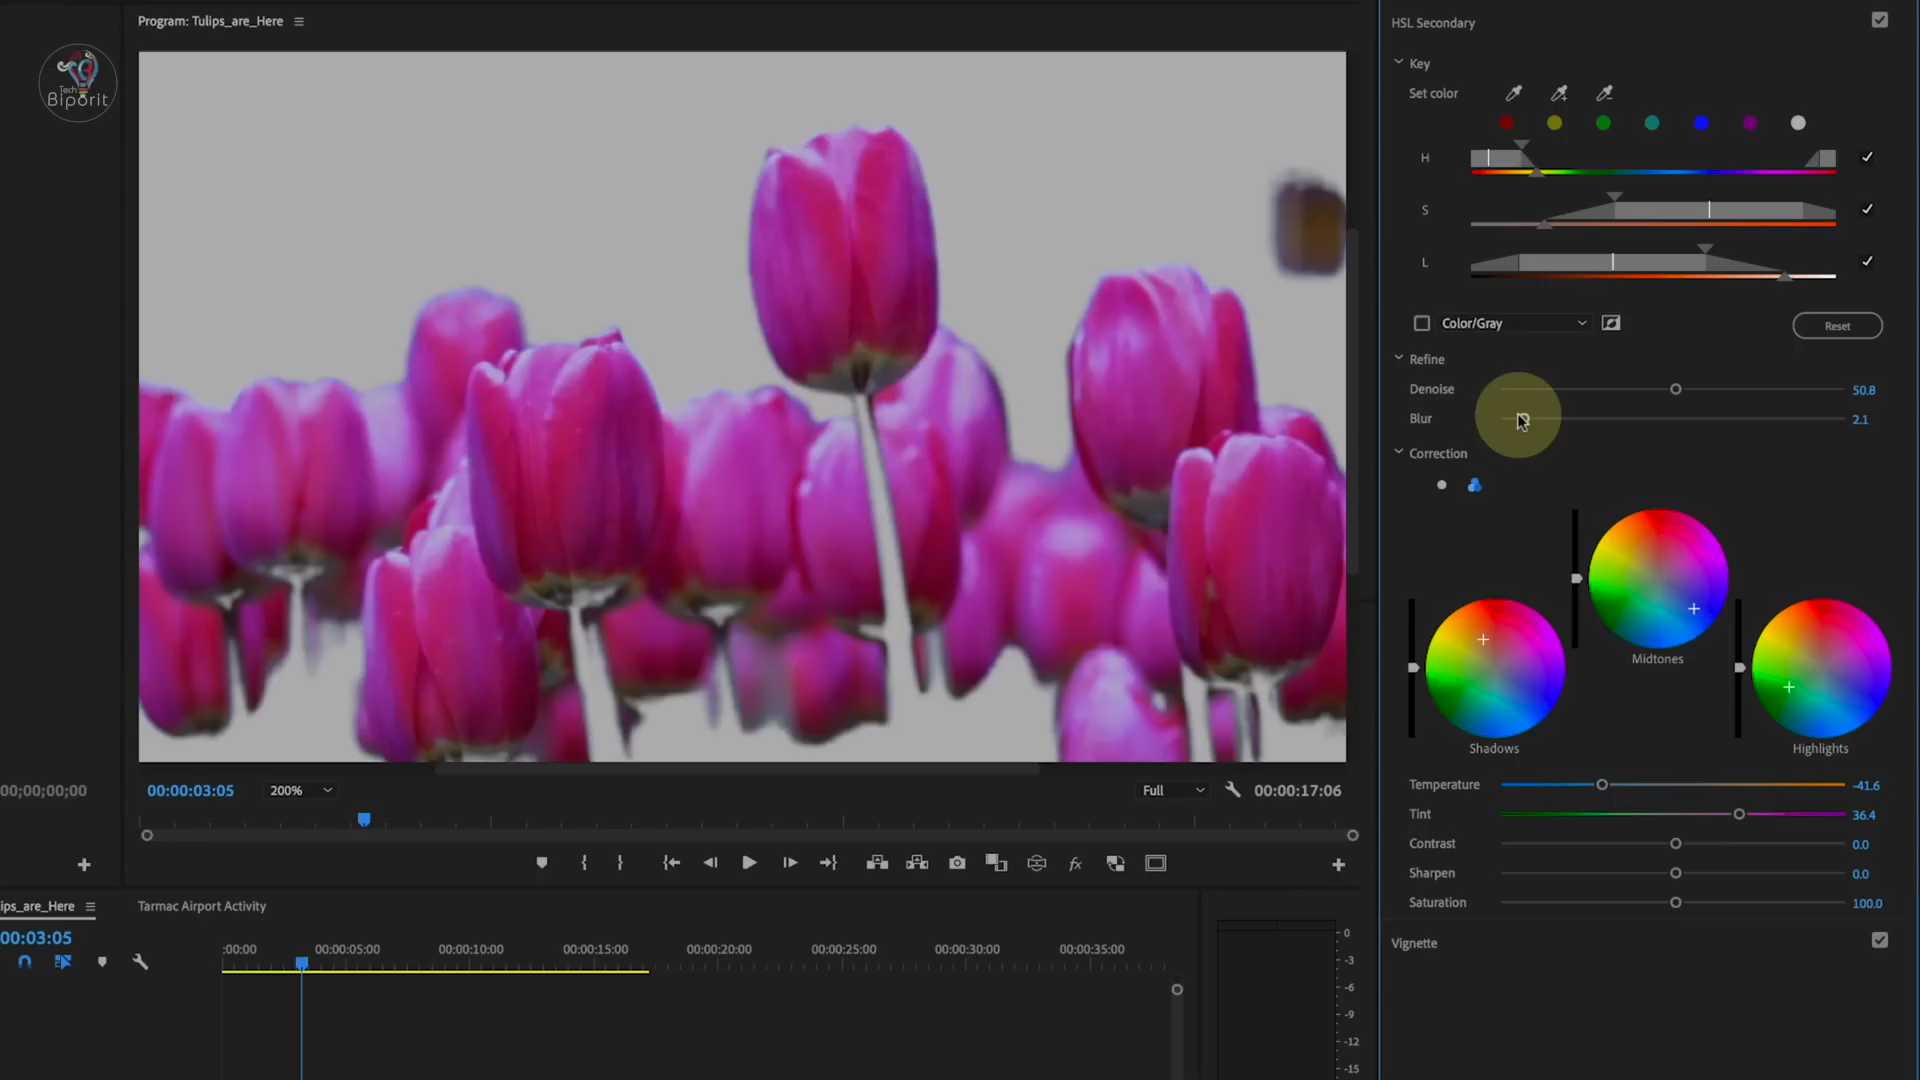 Program: Tulips_are_Here
Tech
Biporit
HSL Secondary
Key
Set color
H
S
L
Color/Gray
Reset
Refine
Denoise 50.8
Blur 2.1
Correction
Midtones
Shadows
Highlights
Temperature -41.6
Tint 36.4
Contrast 0.0
Sharpen 0.0
Saturation 100.0
Vignette
00;00;00;00
00:00:03:05
200%
Full
00:00:17:06
fx
ips_are_Here
Tarmac Airport Activity
00:03:05
:00:00
00:00:05:00
00:00:10:00
00:00:15:00
00:00:20:00
00:00:25:00
00:00:30:00
00:00:35:00
0
-3
-6
-9
-12
-15